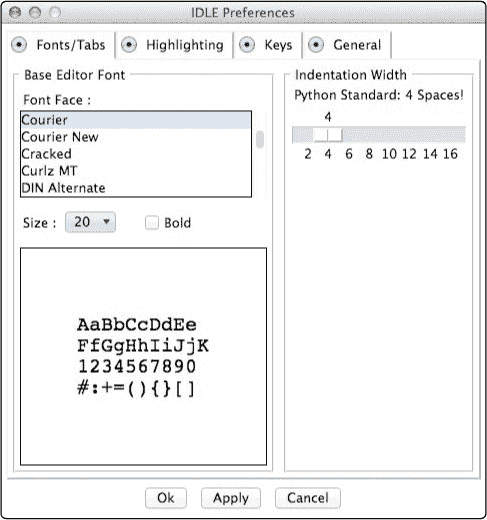 IDLE Preferences
Fonts/Tabs Highlighting Keys General
Base Editor Font
Font Face :
Courier
Courier New
Cracked
Curlz MT
DIN Alternate
Size : 20 Bold
AaBbCcDdEe
FfGgHhIiJjK
1234567890
#:+=(){}[]
Indentation Width
Python Standard: 4 Spaces!
4
2 4 6 8 10 12 14 16
Ok Apply Cancel